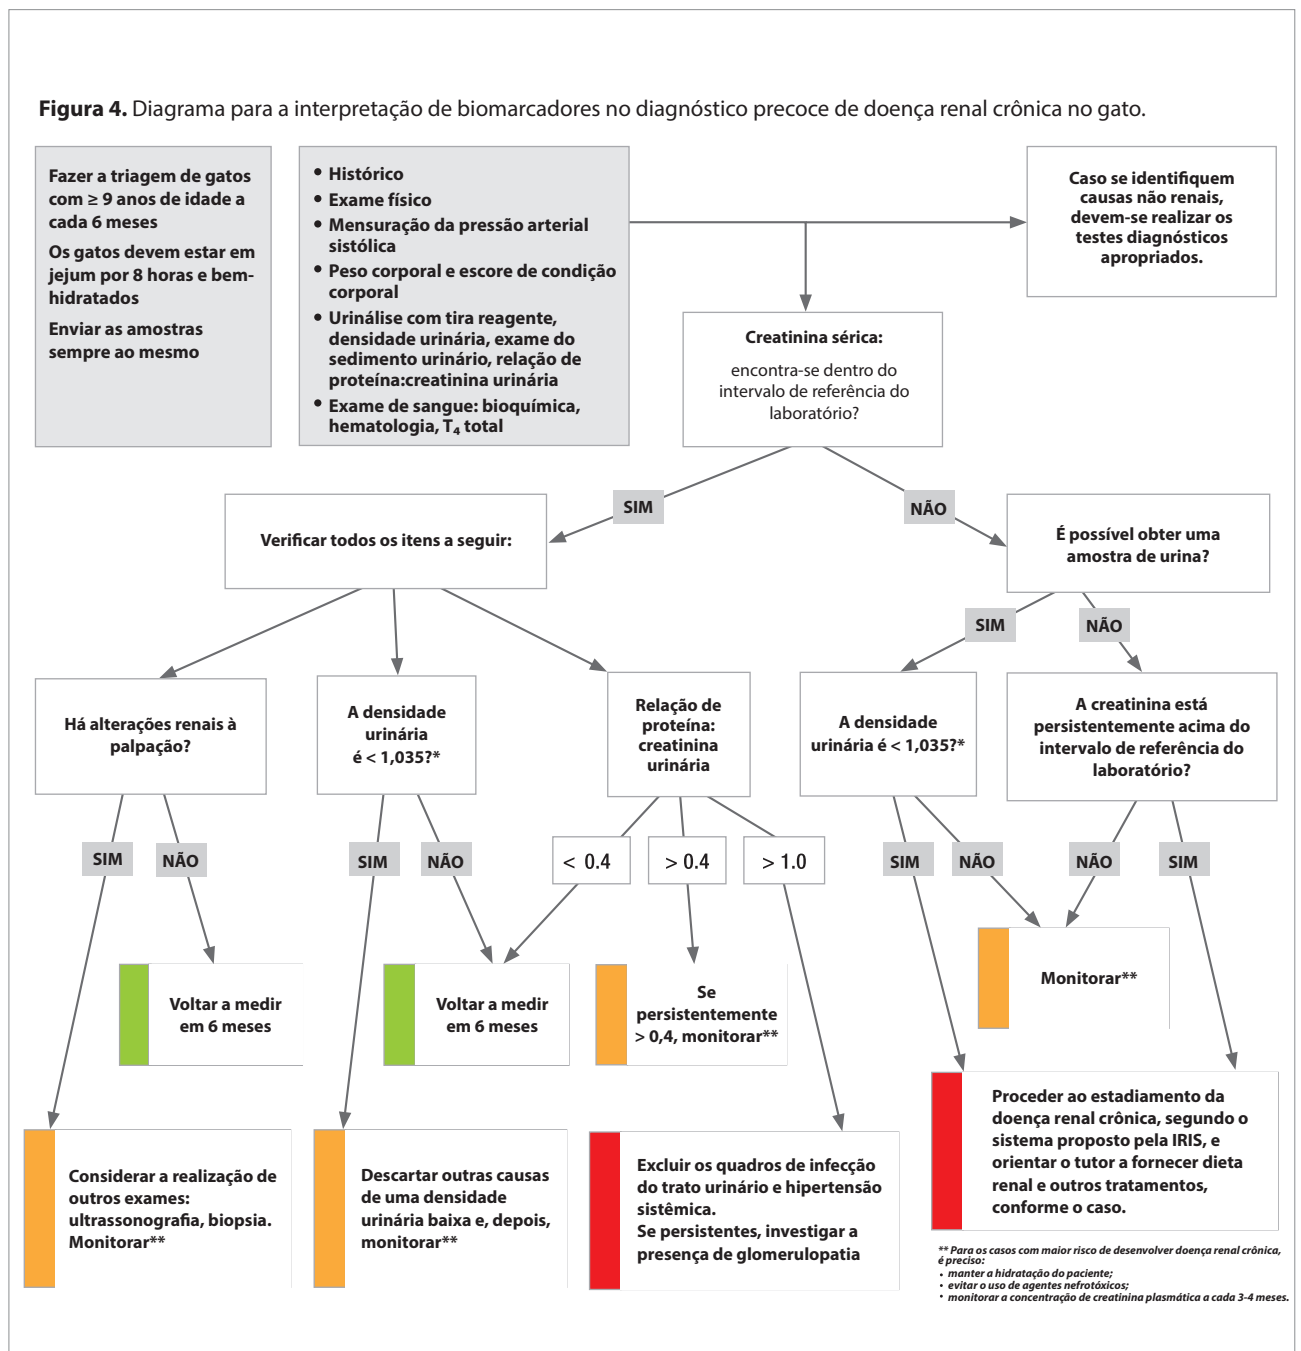 Figura 4. Diagrama para a interpretação de biomarcadores no diagnóstico precoce de doença renal crônica no gato.
Fazer a triagem de gatos
com ≥ 9 anos de idade a
cada 6 meses
Os gatos devem estar em
jejum por 8 horas e bem-
hidratados
Enviar as amostras
sempre ao mesmo
• Histórico
• Exame físico
• Mensuração da pressão arterial
sistólica
• Peso corporal e escore de condição
corporal
• Urinálise com tira reagente,
densidade urinária, exame do
sedimento urinário, relação de
proteína:creatinina urinária
• Exame de sangue: bioquímica,
hematologia, T₄ total
Caso se identifiquem
causas não renais,
devem-se realizar os
testes diagnósticos
apropriados.
Creatinina sérica:
encontra-se dentro do
intervalo de referência do
laboratório?
SIM
NÃO
Verificar todos os itens a seguir:
É possível obter uma
amostra de urina?
SIM
NÃO
Há alterações renais à
palpação?
A densidade
urinária
é < 1,035?*
Relação de
proteína:
creatinina
urinária
A densidade
urinária é < 1,035?*
A creatinina está
persistentemente acima do
intervalo de referência do
laboratório?
SIM
NÃO
SIM
NÃO
< 0.4
> 0.4
> 1.0
SIM
NÃO
NÃO
SIM
Voltar a medir
em 6 meses
Voltar a medir
em 6 meses
Se
persistentemente
> 0,4, monitorar**
Monitorar**
Considerar a realização de
outros exames:
ultrassonografia, biopsia.
Monitorar**
Descartar outras causas
de uma densidade
urinária baixa e, depois,
monitorar**
Excluir os quadros de infecção
do trato urinário e hipertensão
sistêmica.
Se persistentes, investigar a
presença de glomerulopatia
Proceder ao estadiamento da
doença renal crônica, segundo o
sistema proposto pela IRIS, e
orientar o tutor a fornecer dieta
renal e outros tratamentos,
conforme o caso.
** Para os casos com maior risco de desenvolver doença renal crônica,
é preciso:
• manter a hidratação do paciente;
• evitar o uso de agentes nefrotóxicos;
• monitorar a concentração de creatinina plasmática a cada 3-4 meses.